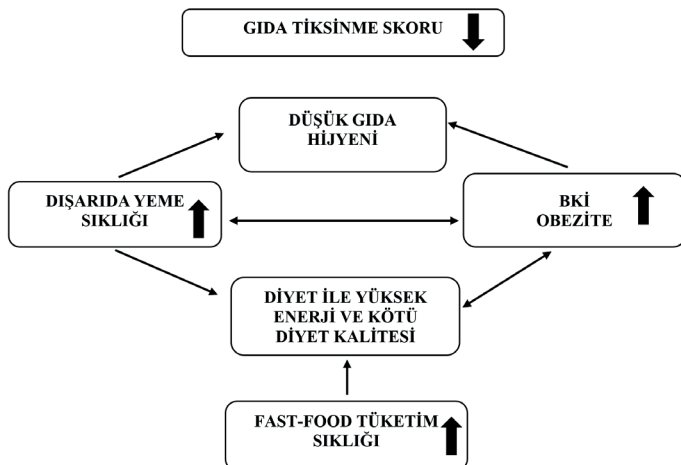 GIDA TİKSİNME SKORU
DÜŞÜK GIDA
HİJYENİ
DIŞARIDA YEME
SIKLIĞI
BKİ
OBEZİTE
DİYET İLE YÜKSEK
ENERJİ VE KÖTÜ
DİYET KALİTESİ
FAST-FOOD TÜKETİM
SIKLIĞI